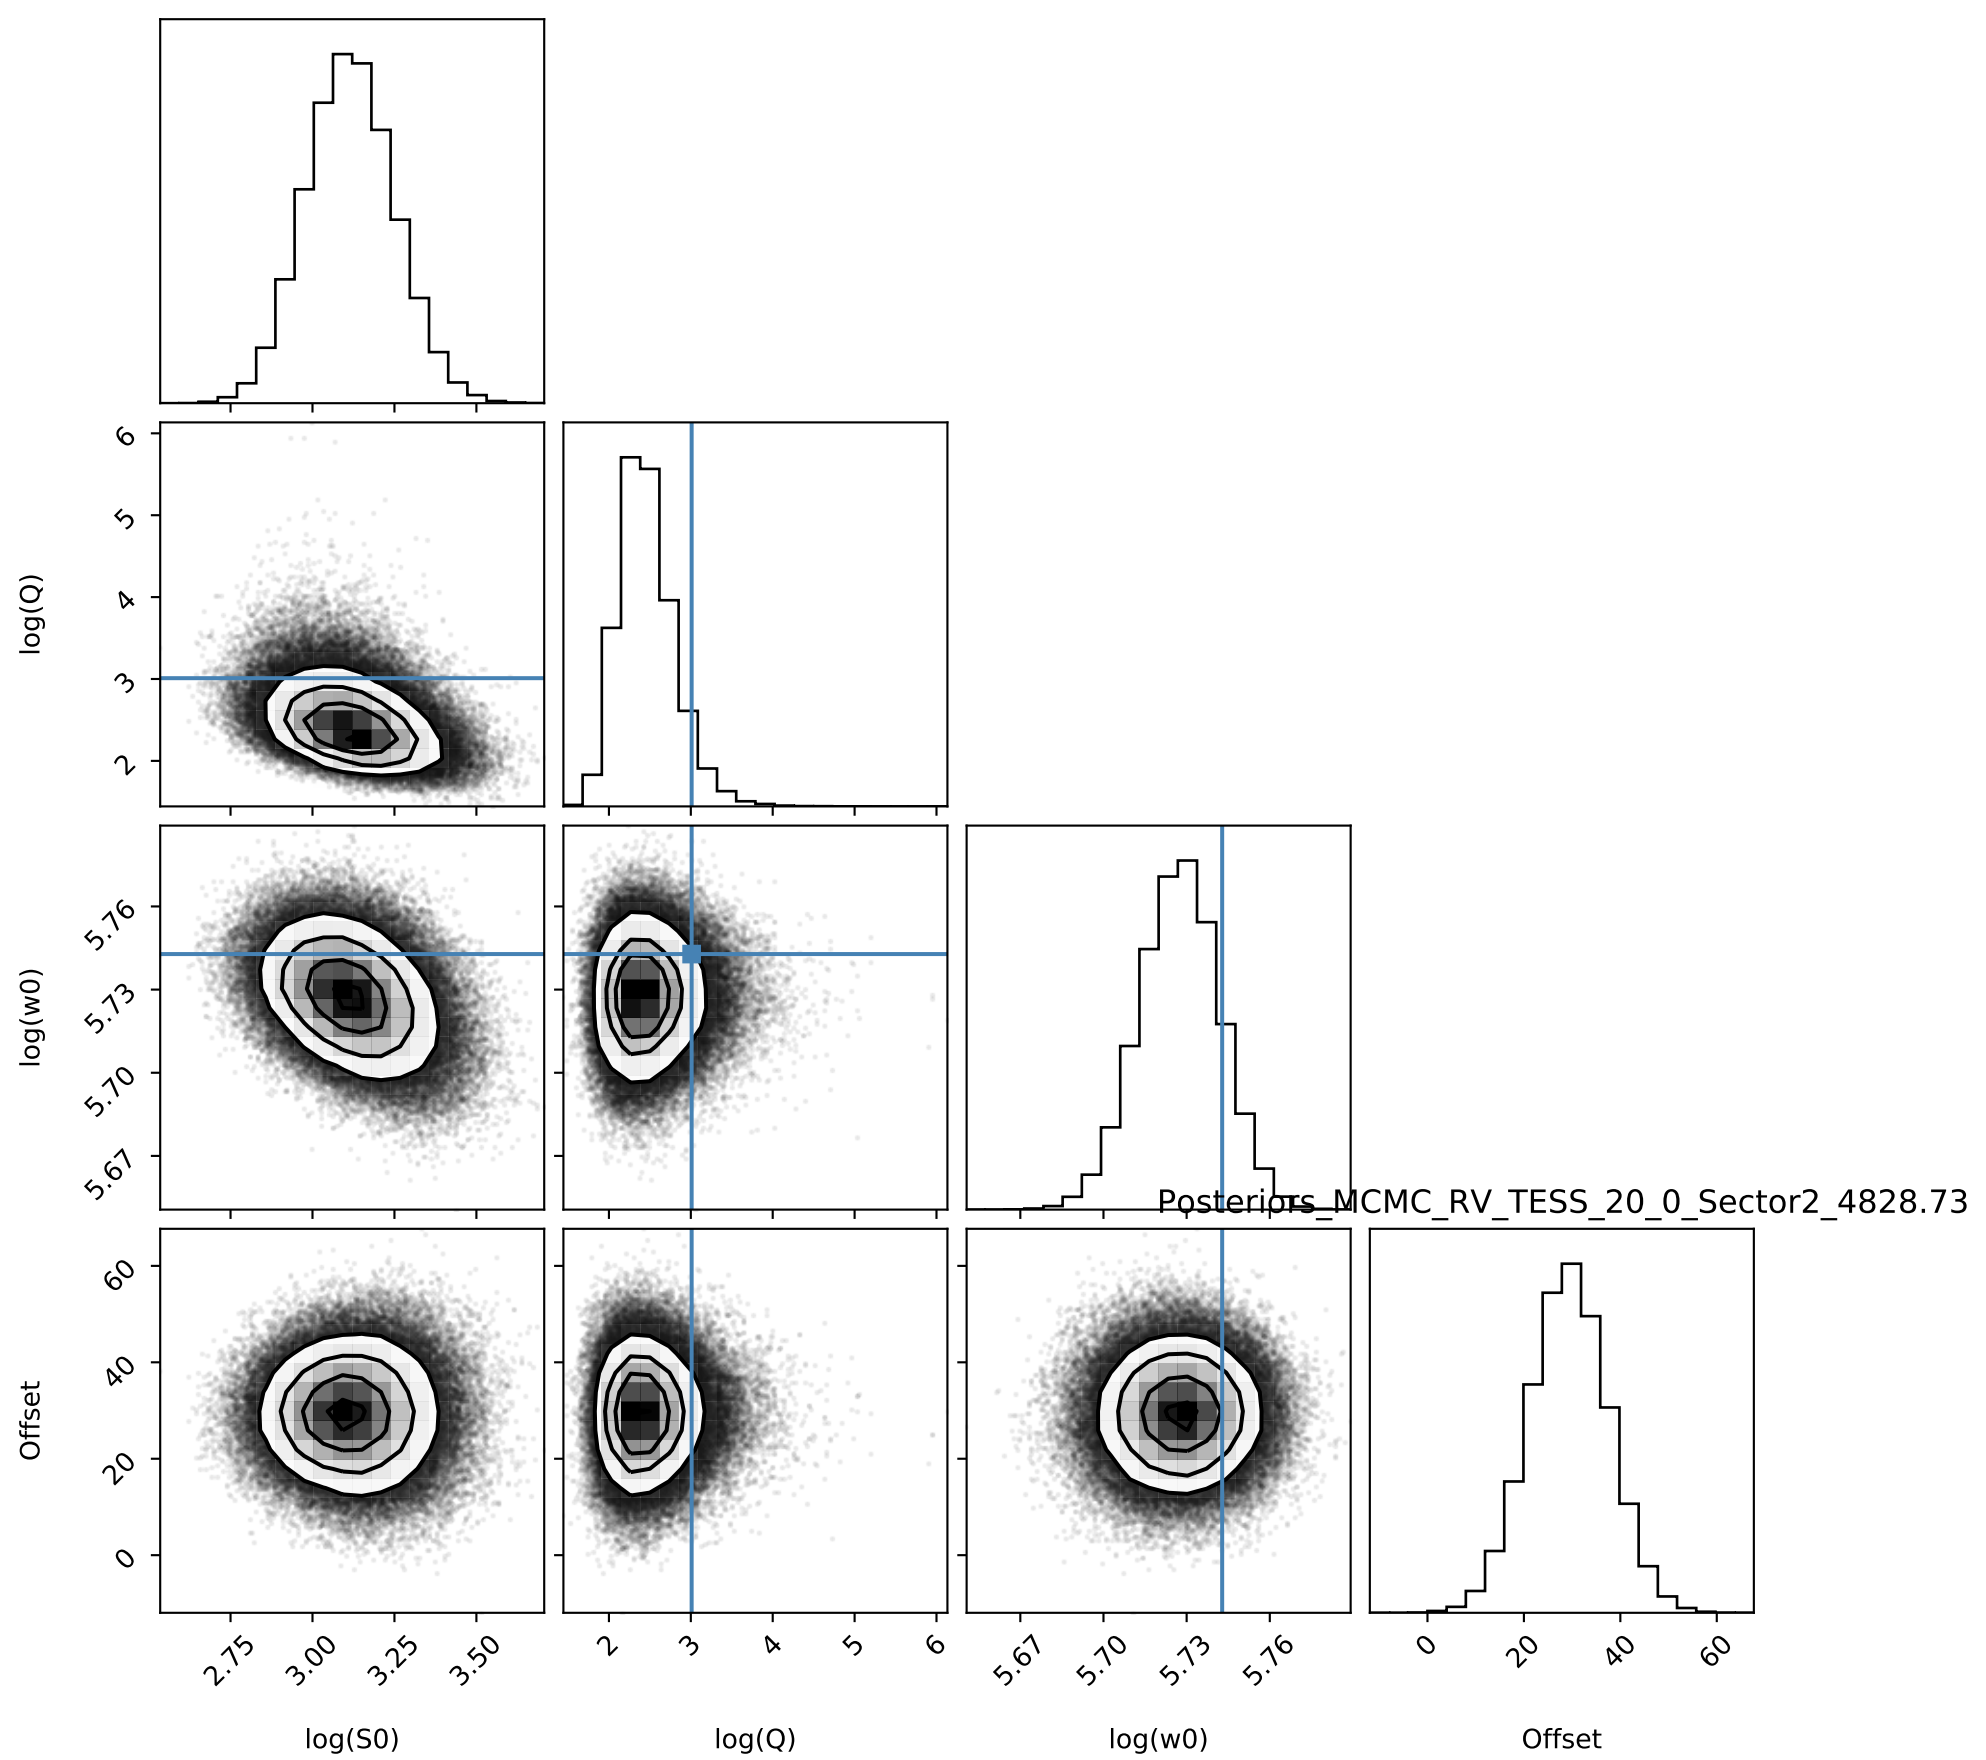 6
5
4
3
2
log(Q)
5.76
5.73
5.70
5.67
log(w0)
Posteriors_MCMC_RV_TESS_20_0_Sector2_4828.73
60
40
20
0
Offset
2.75 3.00 3.25 3.50
2 3 4 5 6
5.67 5.70 5.73 5.76
0 20 40 60
log(S0)
log(Q)
log(w0)
Offset